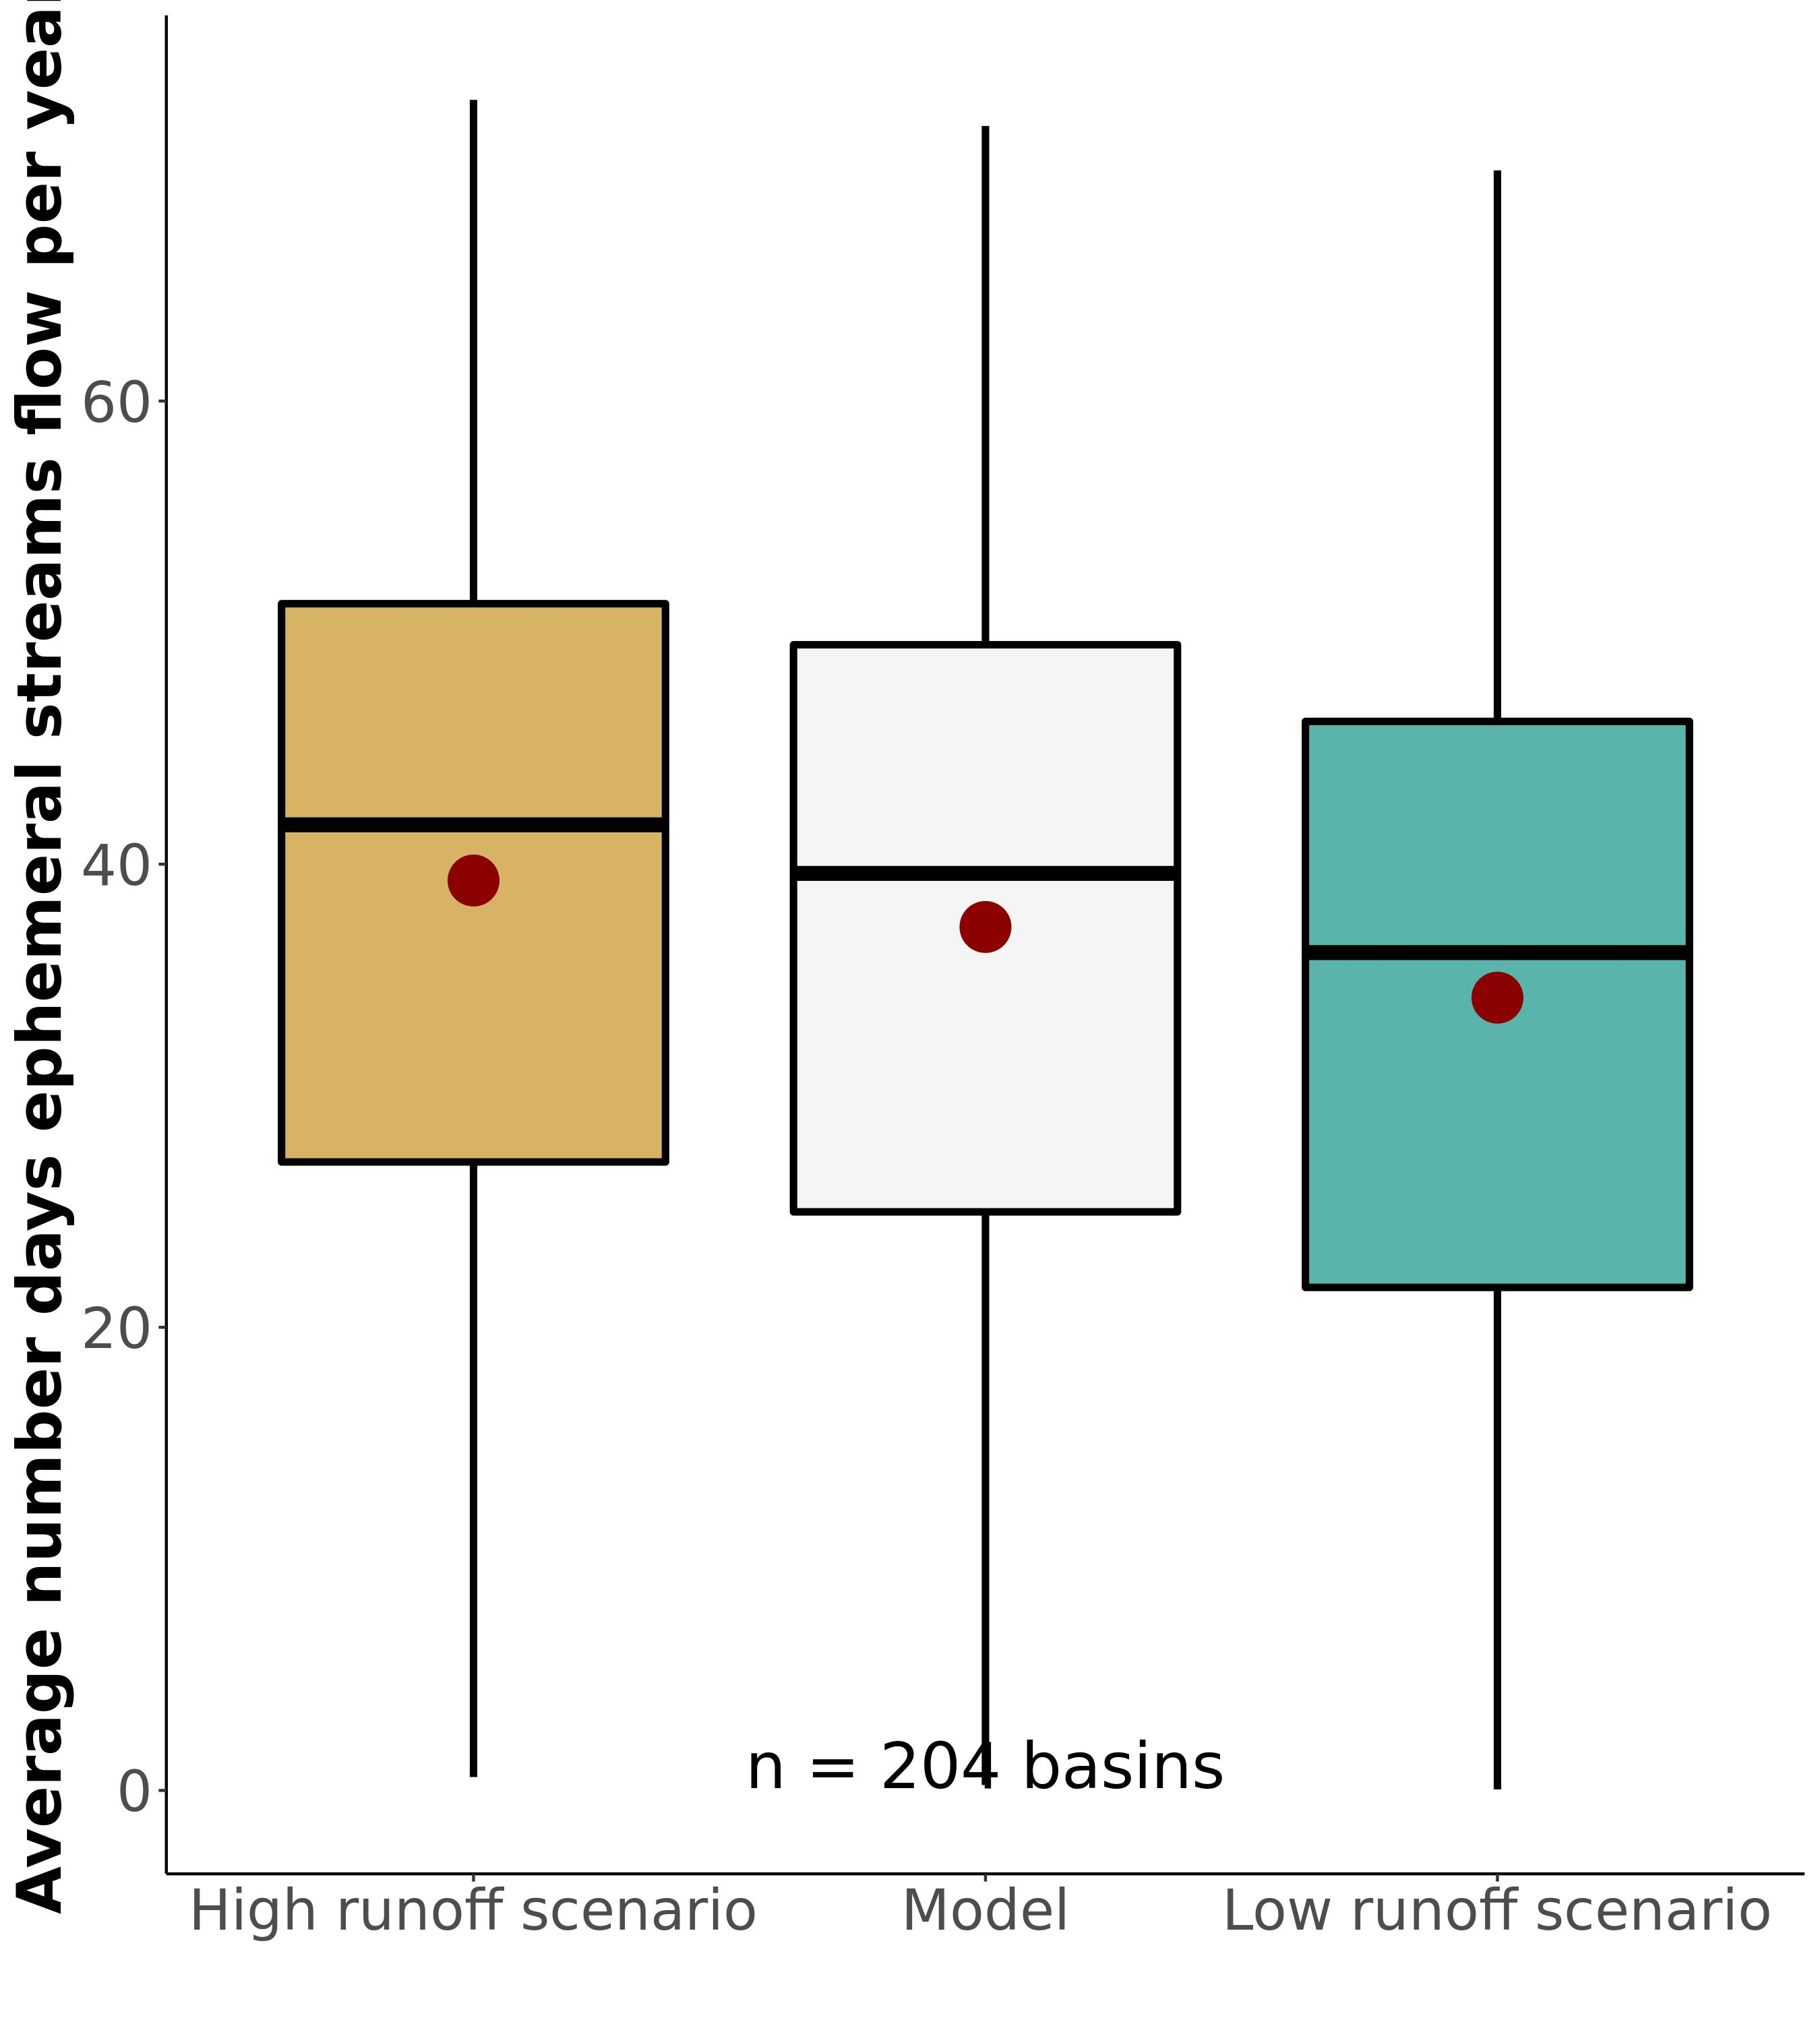 Average number days ephemeral streams flow per year
60
40
20
0
n = 204 basins
High runoff scenario
Model
Low runoff scenario